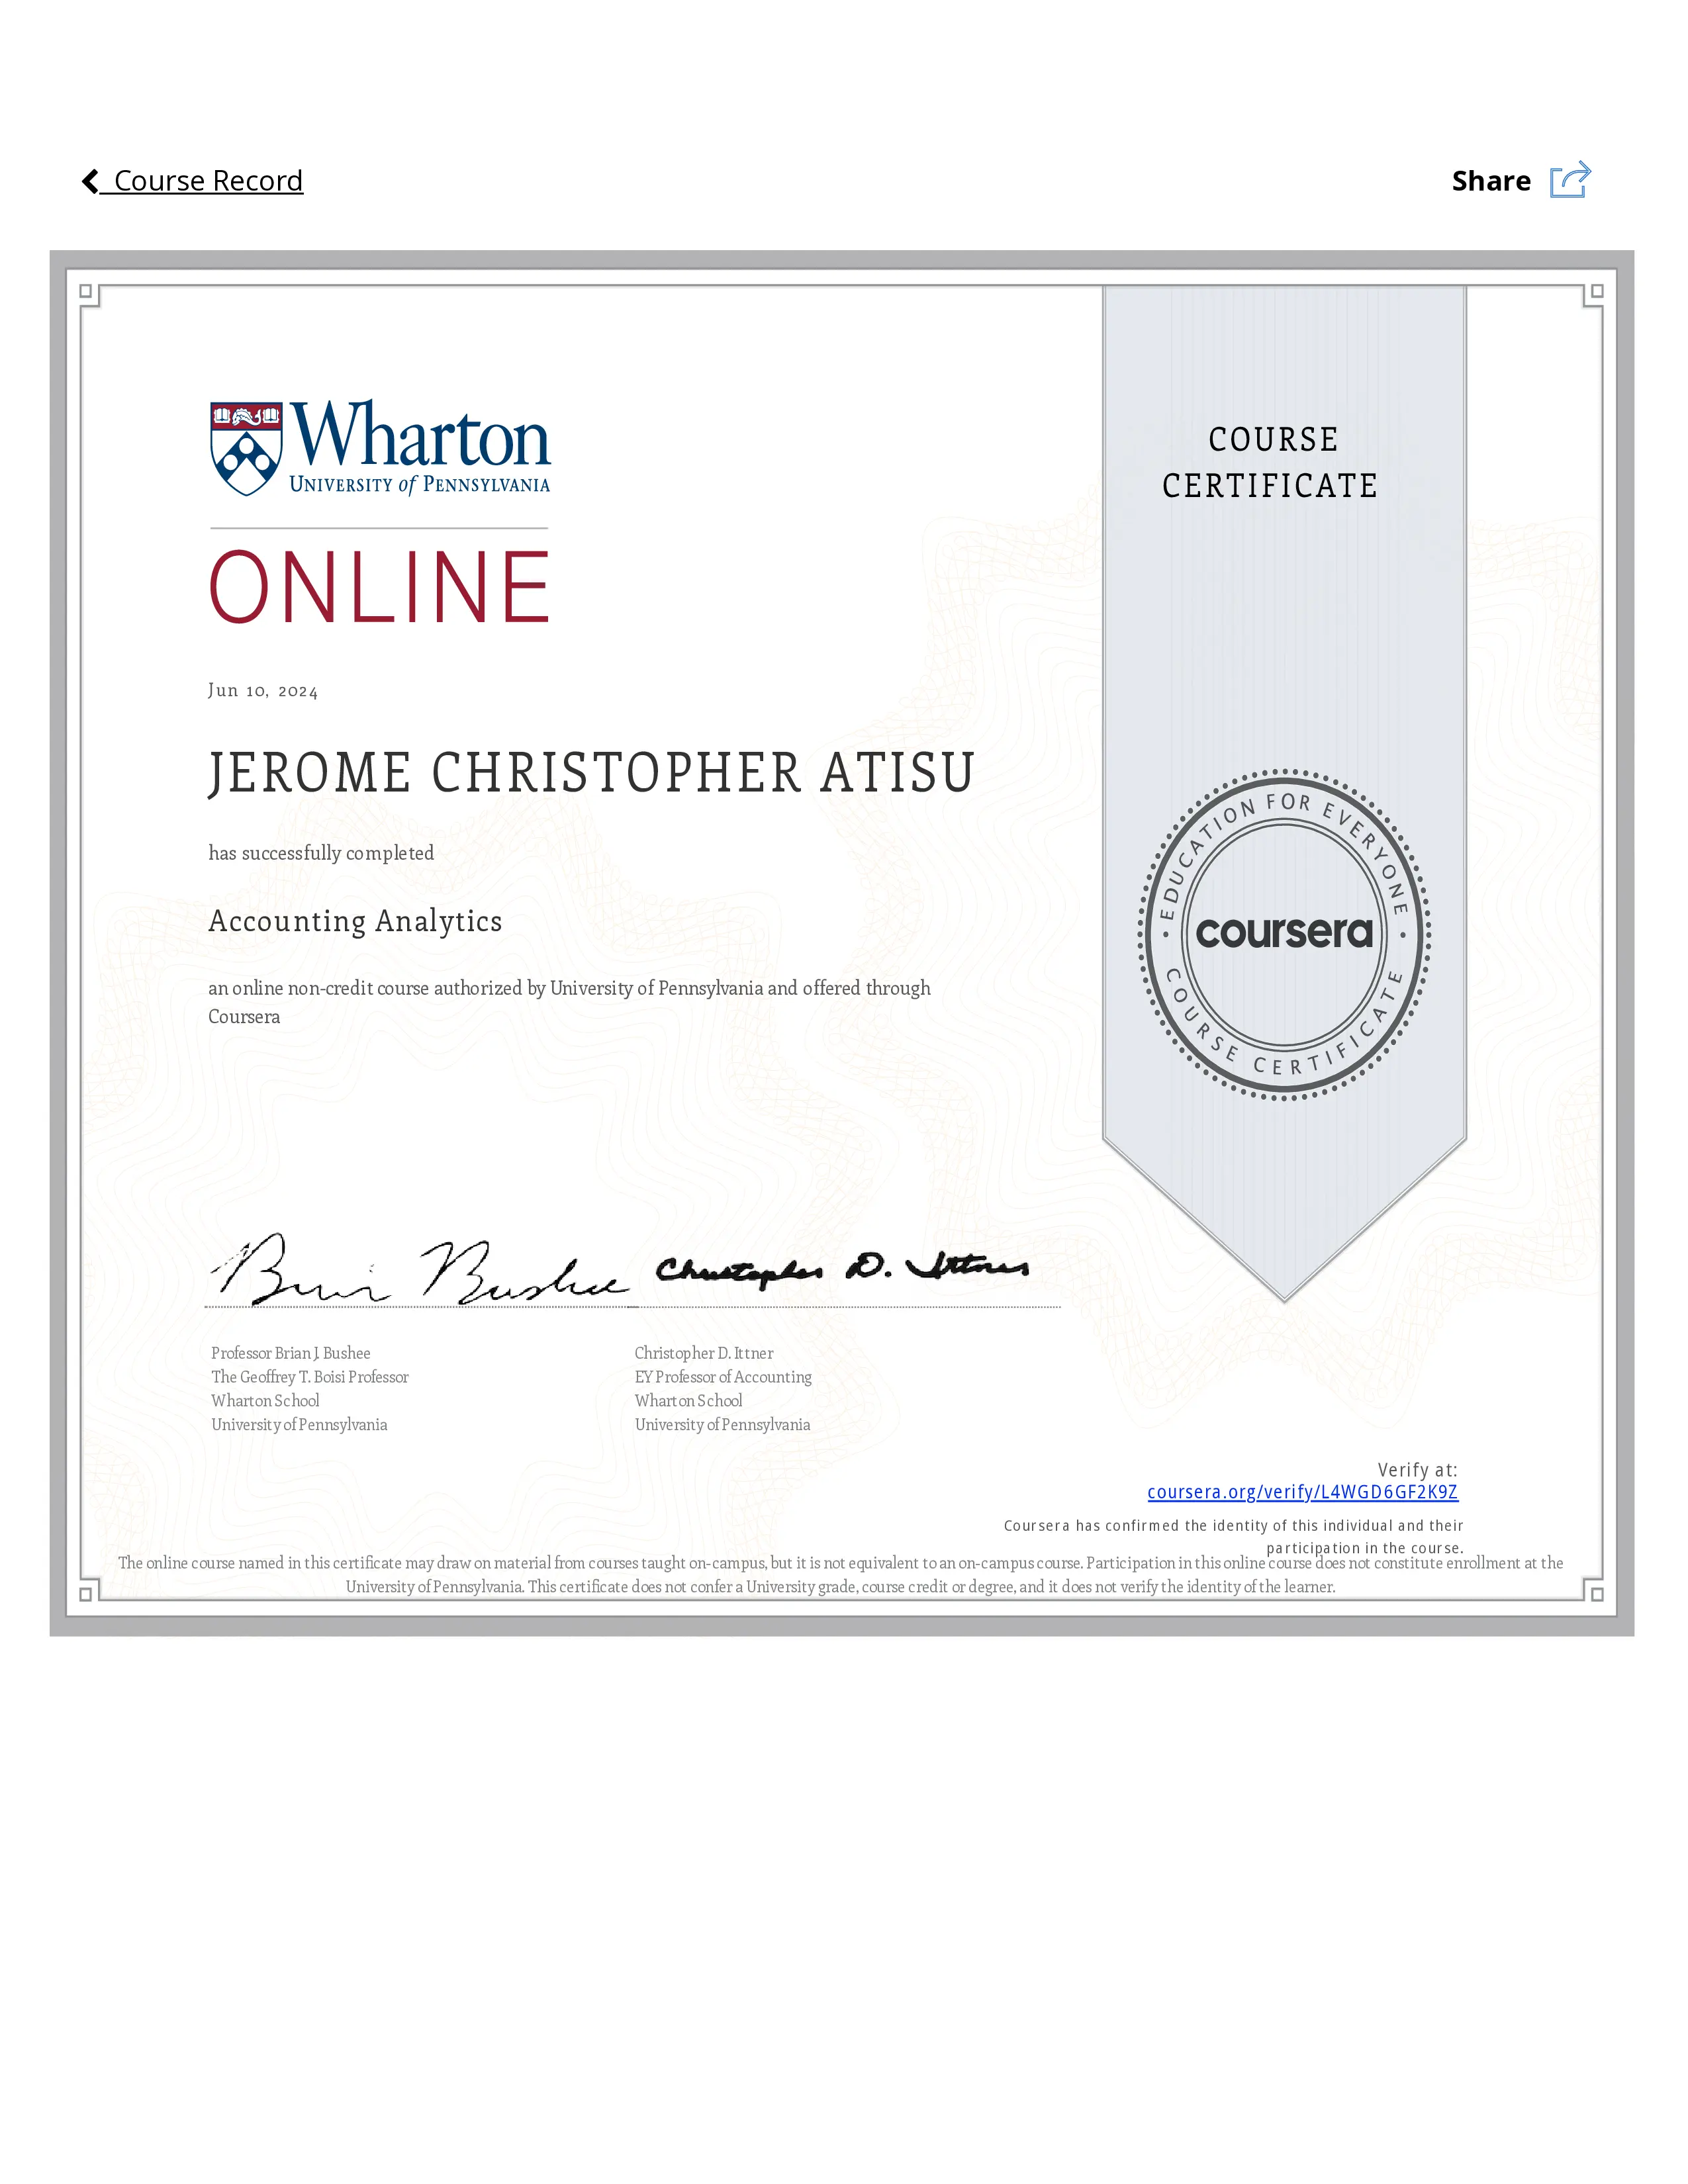 Course Record
Share
Wharton
UNIVERSITY of PENNSYLVANIA
ONLINE
COURSE
CERTIFICATE
Jun 10, 2024
JEROME CHRISTOPHER ATISU
has successfully completed
Accounting Analytics
an online non-credit course authorized by University of Pennsylvania and offered through
Coursera
• EDUCATION FOR EVERYONE •
coursera
COURSE CERTIFICATE
Brian Bushee
Christopher D. Ittner
Professor Brian J. Bushee
The Geoffrey T. Boisi Professor
Wharton School
University of Pennsylvania
Christopher D. Ittner
EY Professor of Accounting
Wharton School
University of Pennsylvania
Verify at:
coursera.org/verify/L4WGD6GF2K9Z
Coursera has confirmed the identity of this individual and their
participation in the course.
The online course named in this certificate may draw on material from courses taught on-campus, but it is not equivalent to an on-campus course. Participation in this online course does not constitute enrollment at the
University of Pennsylvania. This certificate does not confer a University grade, course credit or degree, and it does not verify the identity of the learner.